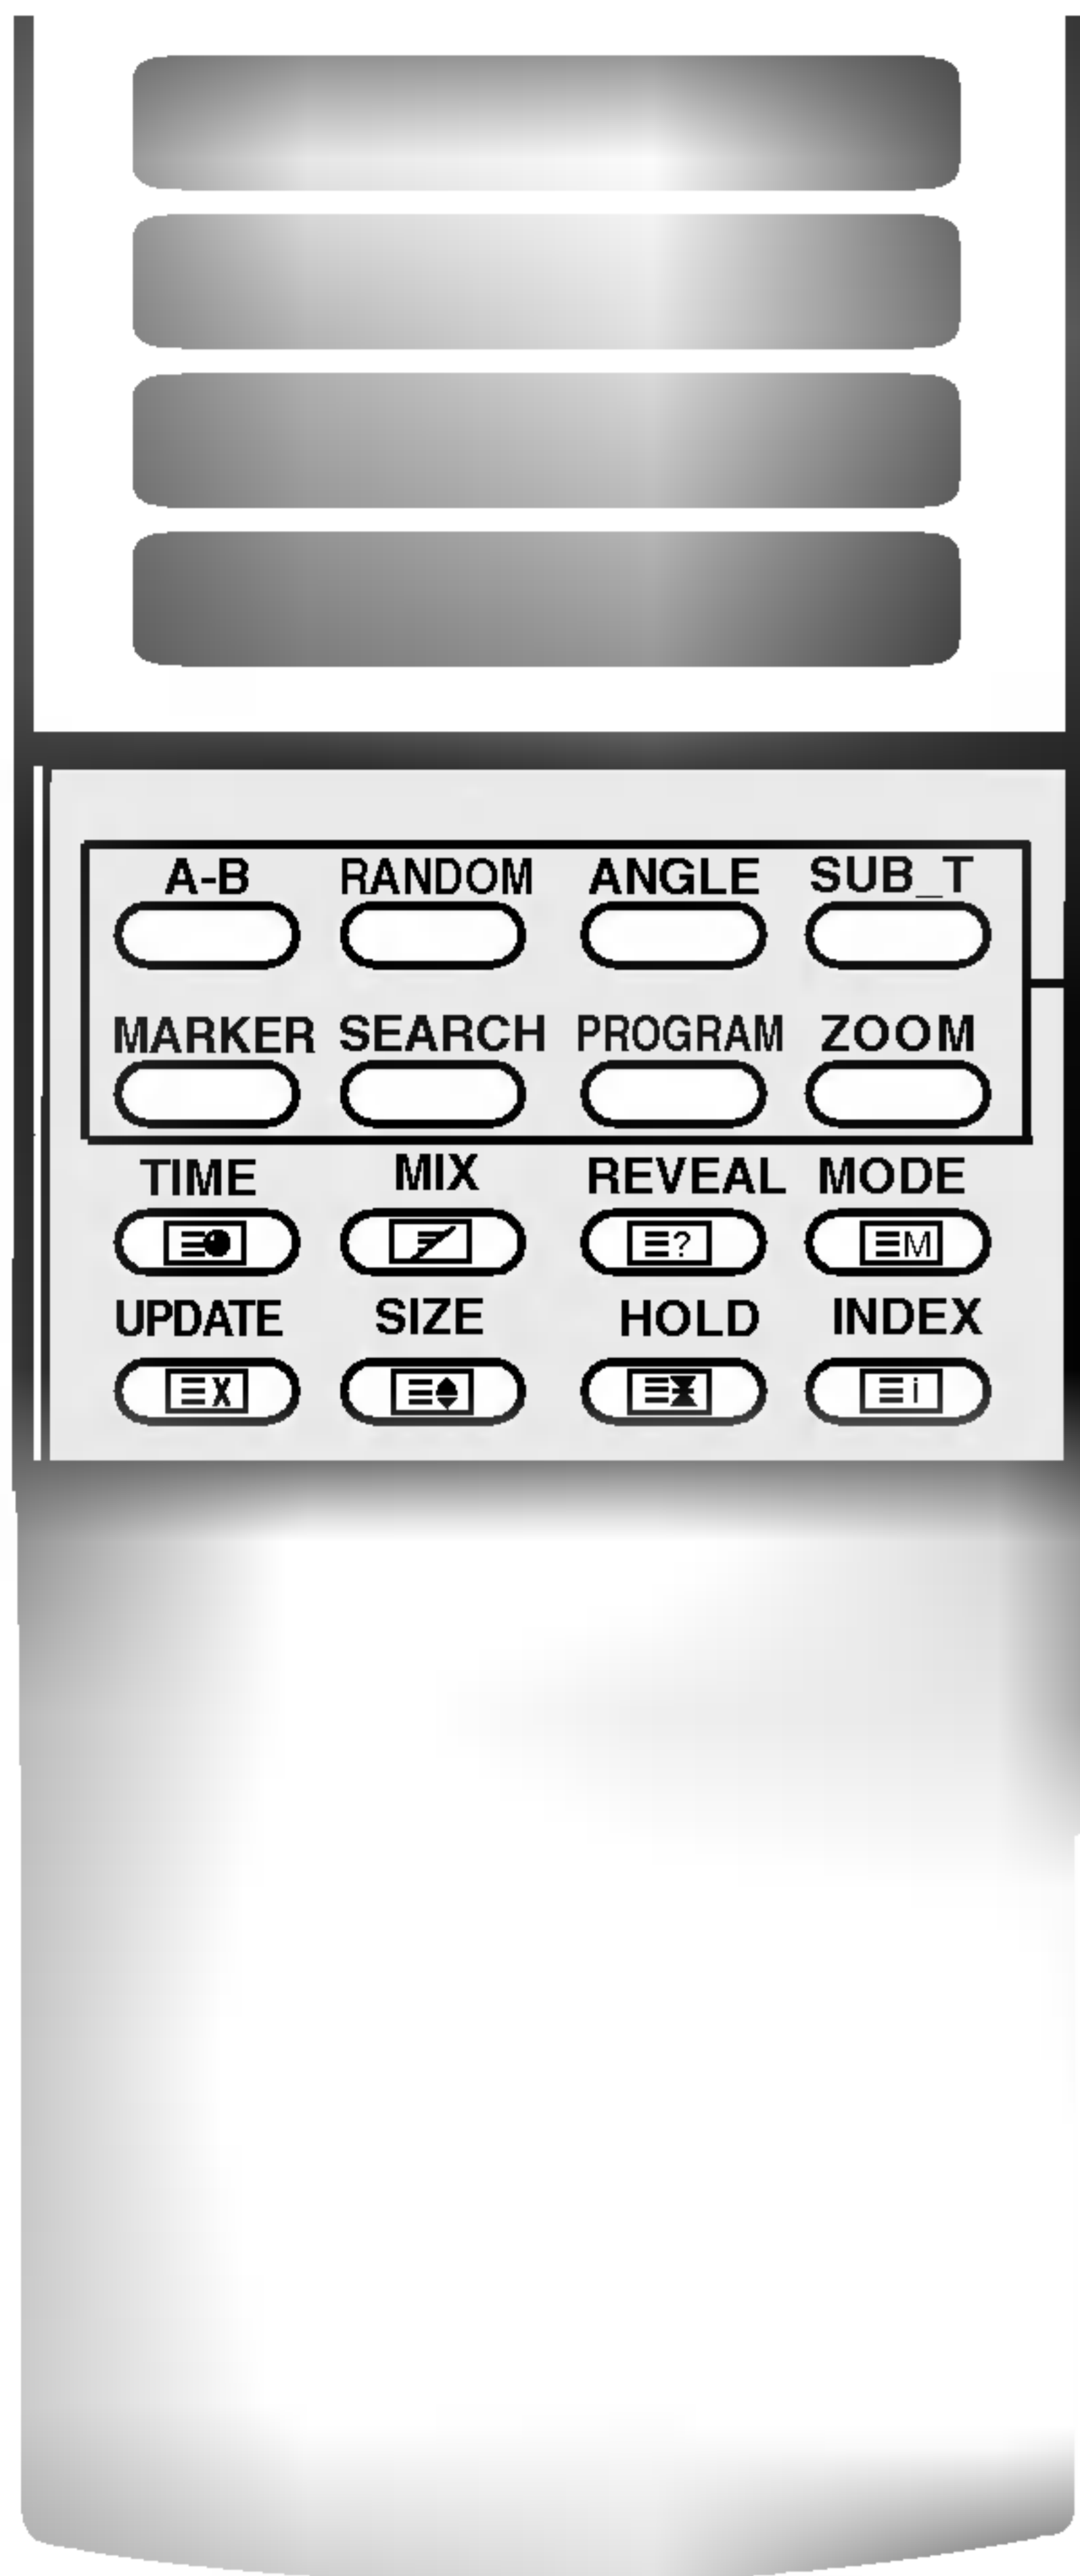 A-B RANDOM ANGLE SUB_T
MARKER SEARCH PROGRAM ZOOM
TIME MIX REVEAL MODE
? M
UPDATE SIZE HOLD INDEX
X i